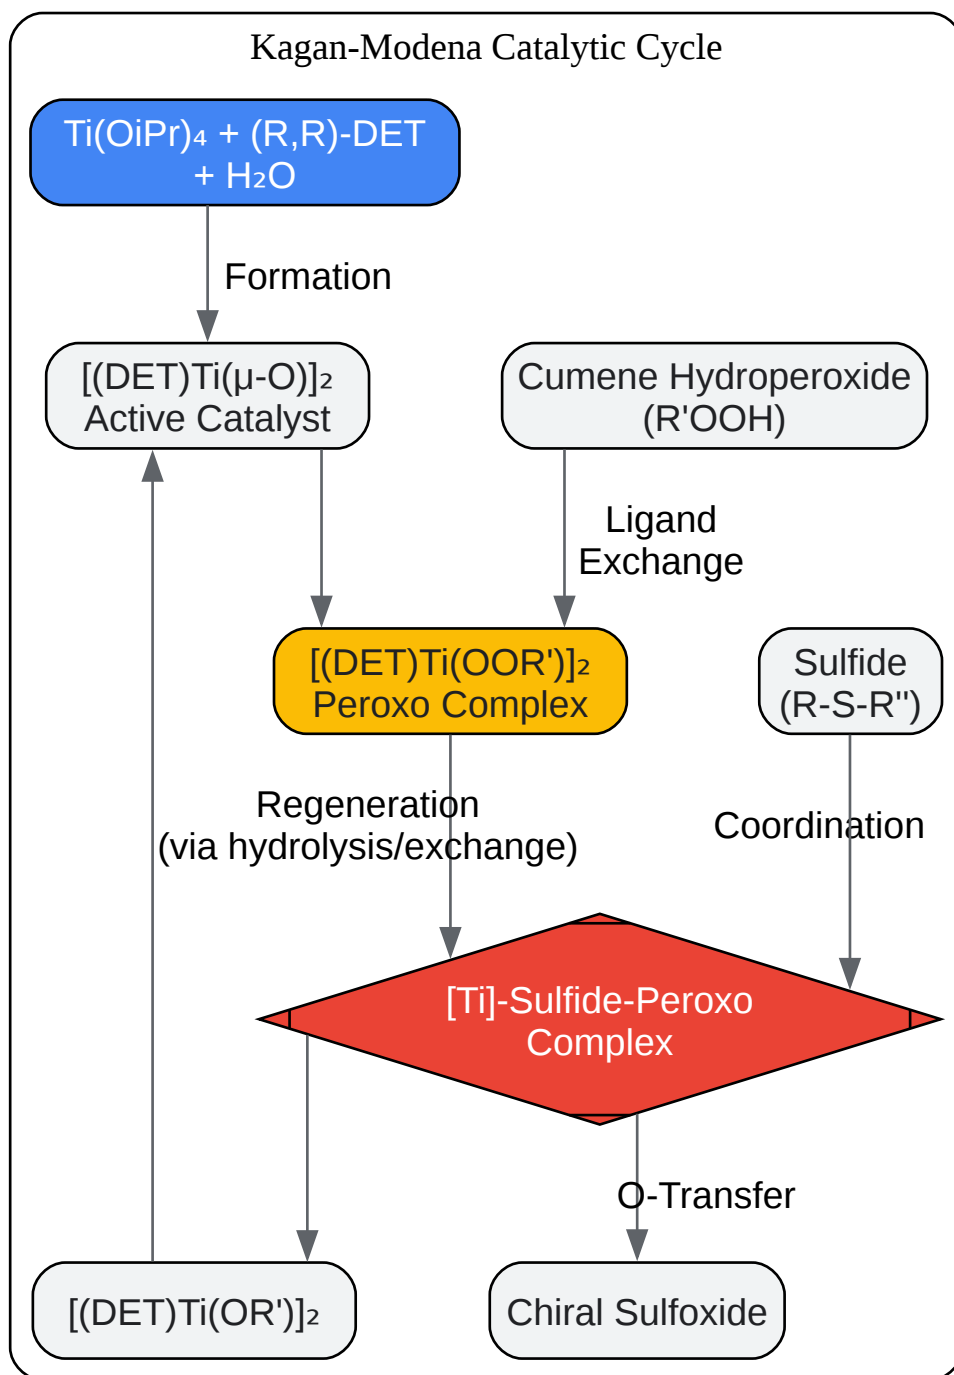 Kagan-Modena Catalytic Cycle
Ti(OiPr)₄ + (R,R)-DET
+ H₂O
Formation
[(DET)Ti(μ-O)]₂
Active Catalyst
Cumene Hydroperoxide
(R'OOH)
Ligand
Exchange
[(DET)Ti(OOR')]₂
Peroxo Complex
Sulfide
(R-S-R'')
Regeneration
(via hydrolysis/exchange)
Coordination
[Ti]-Sulfide-Peroxo
Complex
O-Transfer
[(DET)Ti(OR')]₂
Chiral Sulfoxide